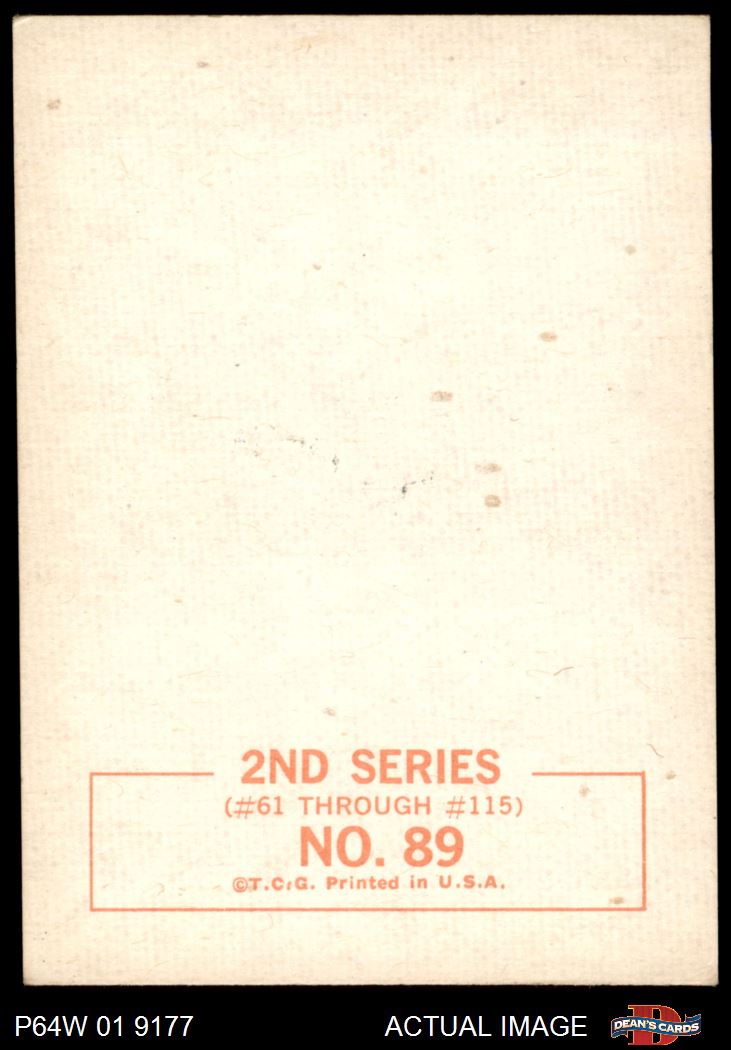 2ND SERIES
(#61 THROUGH #115)
NO. 89
©T.C.G. Printed in U.S.A.
P64W 01 9177
ACTUAL IMAGE
D
DEAN'S CARDS